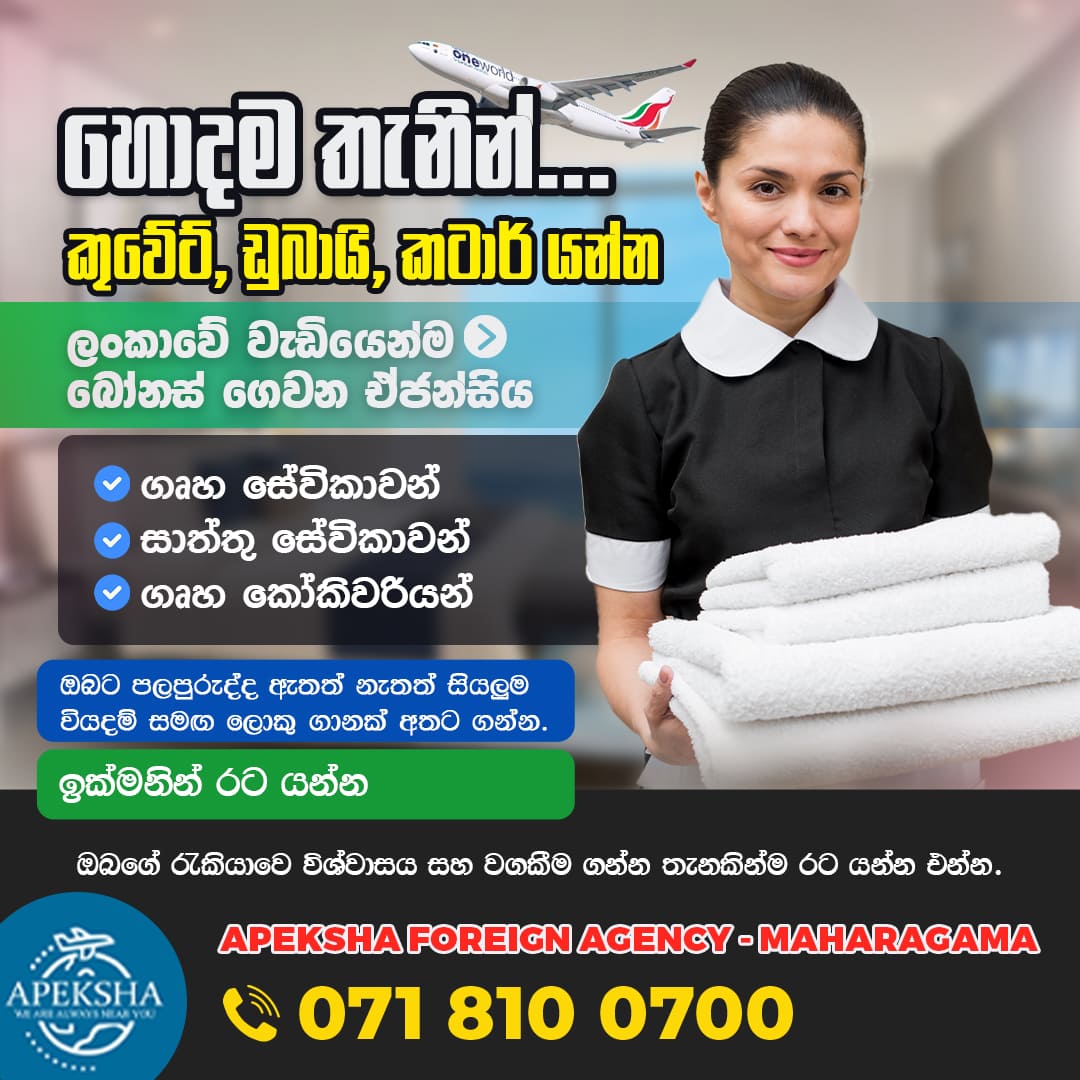 oneworld
හොදම තැනින්...
කුවේට්, ඩුබායි, කටාර් යන්න
ලංකාවේ වැඩියෙන්ම
බෝනස් ගෙවන ඒජන්සිය
ගෘහ සේවිකාවන්
සාත්තු සේවිකාවන්
ගෘහ කෝකිවරියන්
ඔබට පලපුරුද්ද ඇතත් නැතත් සියලුම
වියදම් සමඟ ලොකු ගානක් අතට ගන්න.
ඉක්මනින් රට යන්න
ඔබගේ රැකියාවෙ විශ්වාසය සහ වගකීම ගන්න තැනකින්ම රට යන්න එන්න.
APEKSHA FOREIGN AGENCY - MAHARAGAMA
071 810 0700
APEKSHA
WE ARE ALWAYS NEAR YOU